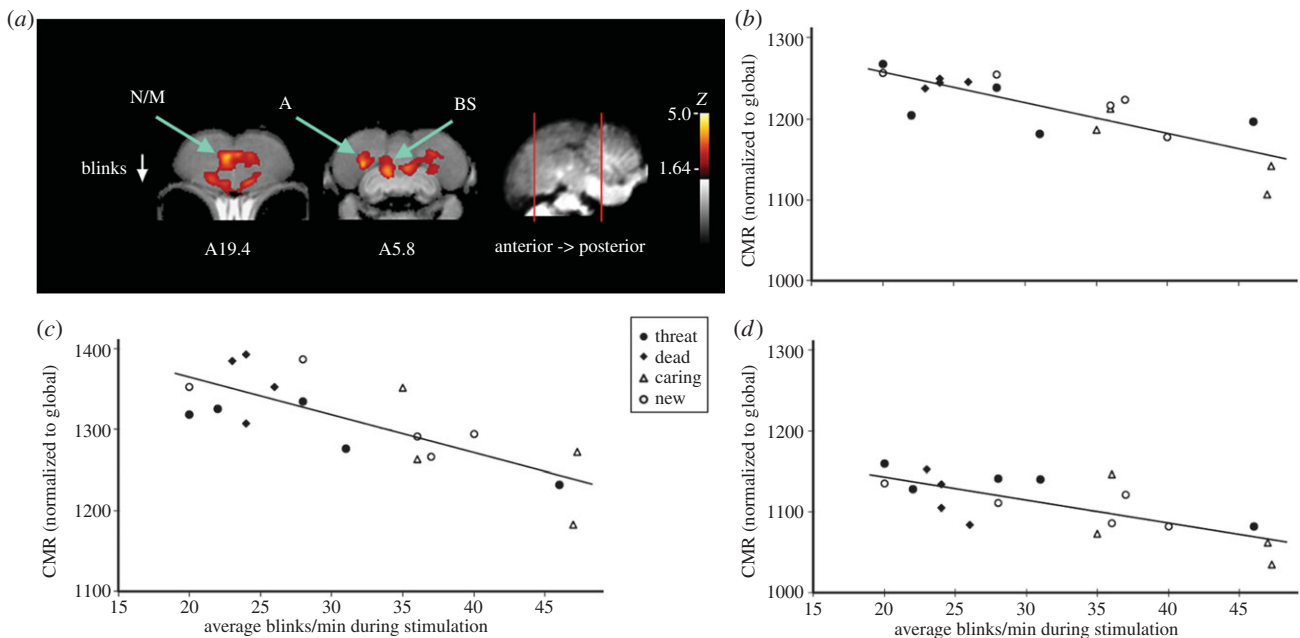 (a)
N/M
A
BS
5.0
Z
1.64
blinks
A19.4
A5.8
anterior -> posterior
(b)
1300
1200
1100
1000
CMR (normalized to global)
(c)
1400
1300
1200
1100
CMR (normalized to global)
15 20 25 30 35 40 45
average blinks/min during stimulation
threat
dead
caring
new
(d)
1300
1200
1100
1000
CMR (normalized to global)
15 20 25 30 35 40 45
average blinks/min during stimulation